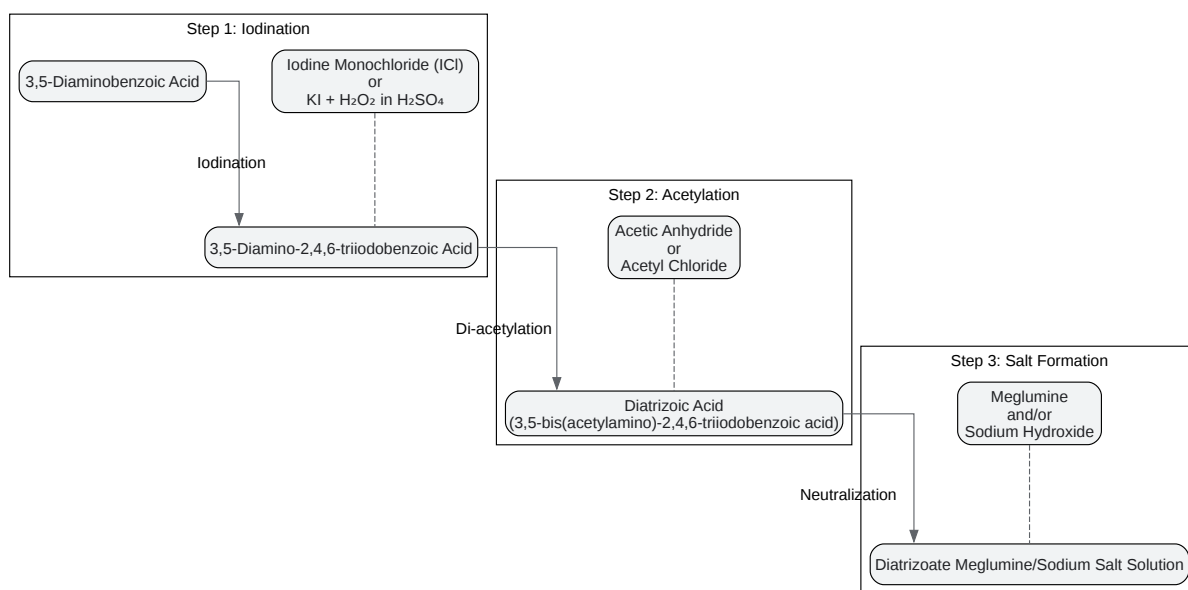 Step 1: Iodination
3,5-Diaminobenzoic Acid
Iodine Monochloride (ICl)
or
KI + H₂O₂ in H₂SO₄
Iodination
3,5-Diamino-2,4,6-triiodobenzoic Acid
Step 2: Acetylation
Acetic Anhydride
or
Acetyl Chloride
Di-acetylation
Diatrizoic Acid
(3,5-bis(acetylamino)-2,4,6-triiodobenzoic acid)
Step 3: Salt Formation
Meglumine
and/or
Sodium Hydroxide
Neutralization
Diatrizoate Meglumine/Sodium Salt Solution